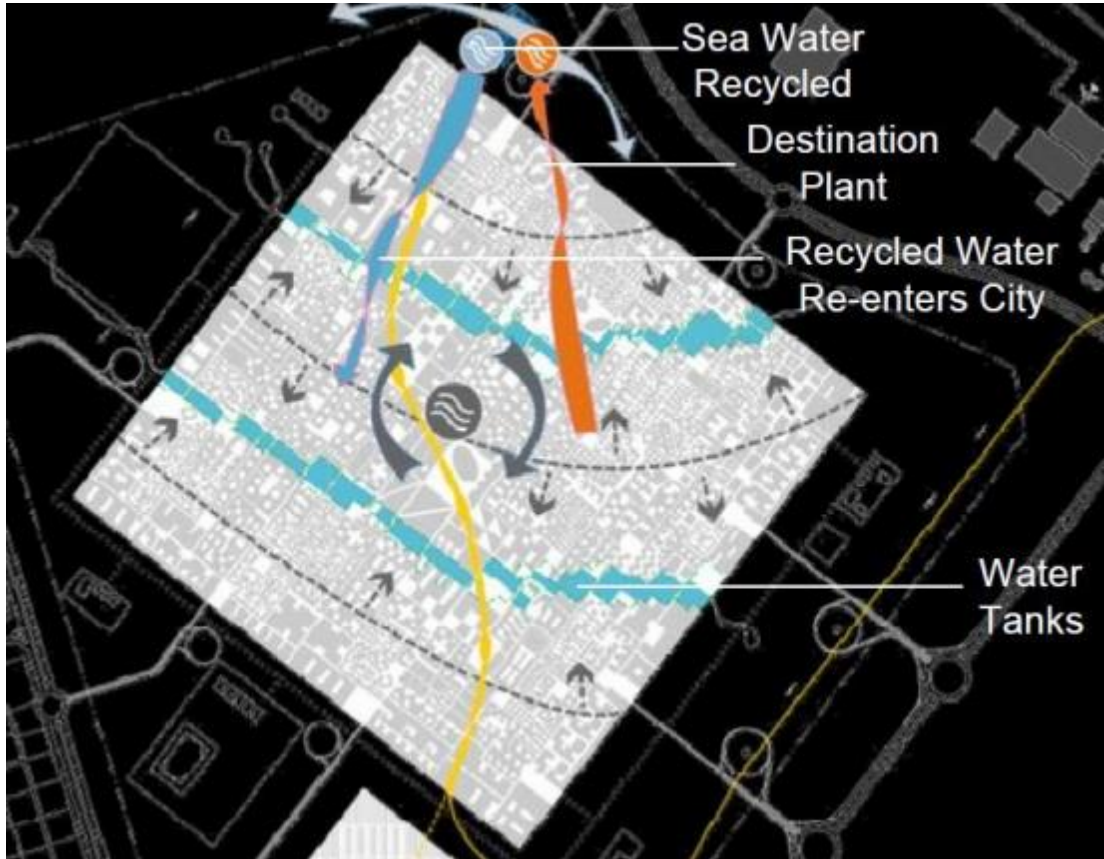 Sea Water
Recycled
Destination
Plant
Recycled Water
Re-enters City
Water
Tanks